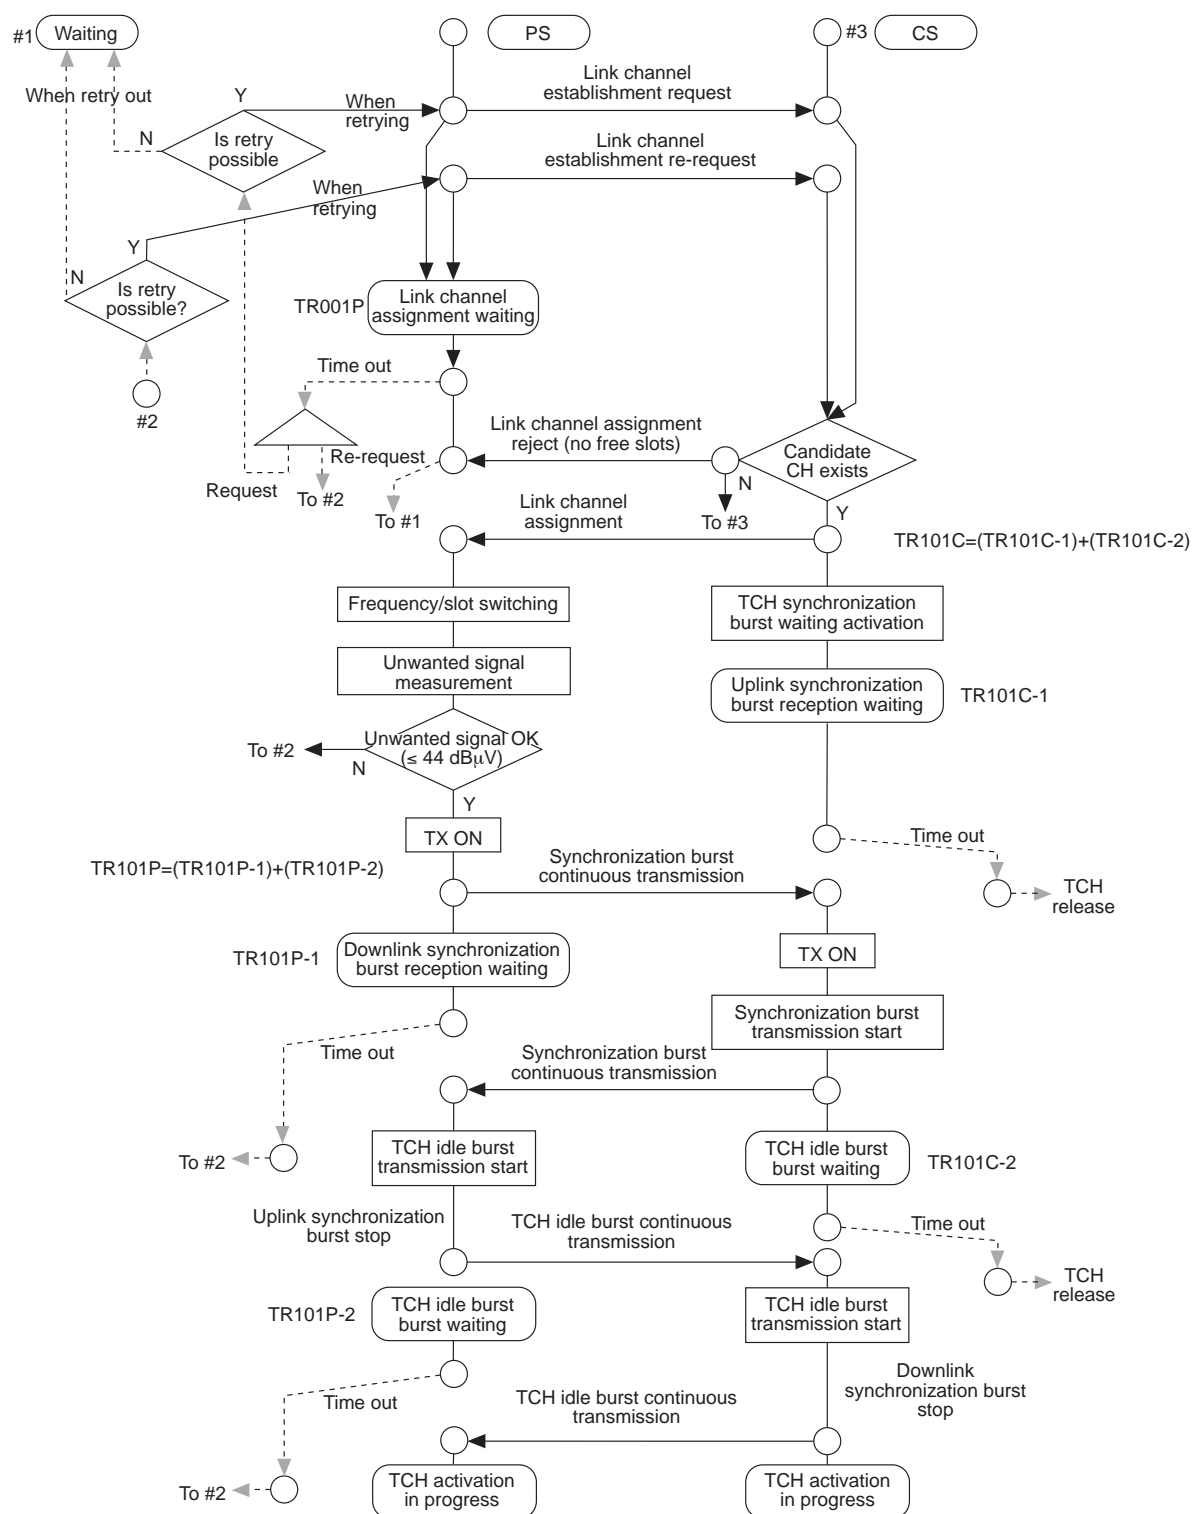 #1
Waiting
PS
#3
CS
Link channel
establishment request
When retry out
Y
When
retrying
N
Is retry
possible
Link channel
establishment re-request
When
retrying
Y
N
Is retry
possible?
TR001P
Link channel
assignment waiting
Time out
#2
Link channel assignment
reject (no free slots)
Candidate
CH exists
Re-request
Request
To #2
N
To #1
To #3
Y
Link channel
assignment
TR101C=(TR101C-1)+(TR101C-2)
Frequency/slot switching
TCH synchronization
burst waiting activation
Unwanted signal
measurement
Uplink synchronization
burst reception waiting
TR101C-1
Unwanted signal OK
(≤ 44 dBμV)
To #2
N
Y
TX ON
Time out
TR101P=(TR101P-1)+(TR101P-2)
Synchronization burst
continuous transmission
TCH
release
TR101P-1
Downlink synchronization
burst reception waiting
TX ON
Synchronization burst
transmission start
Time out
Synchronization burst
continuous transmission
To #2
TCH idle burst
transmission start
TCH idle burst
burst waiting
TR101C-2
Uplink synchronization
burst stop
TCH idle burst continuous
transmission
Time out
TCH
release
TR101P-2
TCH idle burst
burst waiting
TCH idle burst
transmission start
Time out
TCH idle burst continuous
transmission
Downlink
synchronization burst
stop
To #2
TCH activation
in progress
TCH activation
in progress